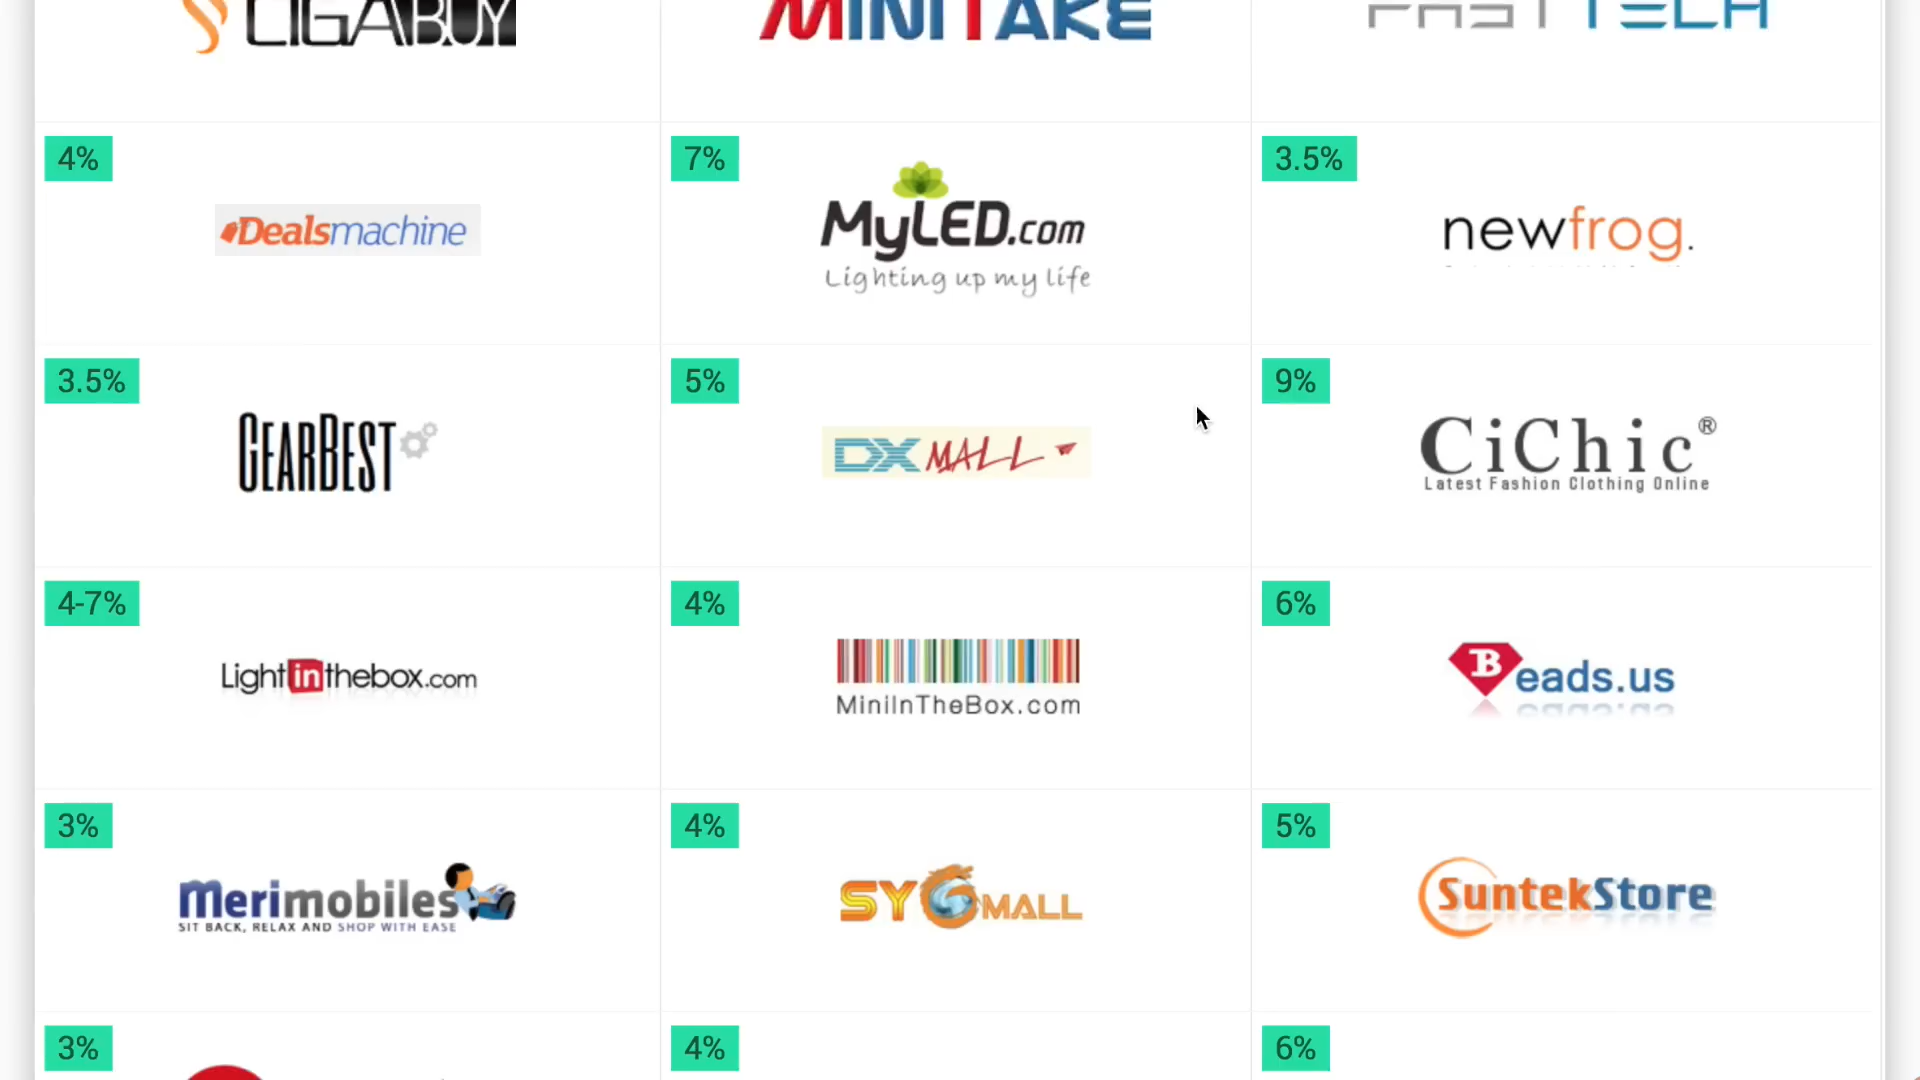 CIGABUY
MINITAKE
FASTTECH
4%
7%
3.5%
Dealsmachine
MyLED.com
Lighting up my life
newfrog.
3.5%
5%
9%
GEARBEST
DX MALL
CiChic®
Latest Fashion Clothing Online
4-7%
4%
6%
Lightinthebox.com
MiniInTheBox.com
Beads.us
3%
4%
5%
merimobiles
SIT BACK, RELAX AND SHOP WITH EASE
SYGMALL
SuntekStore
3%
4%
6%